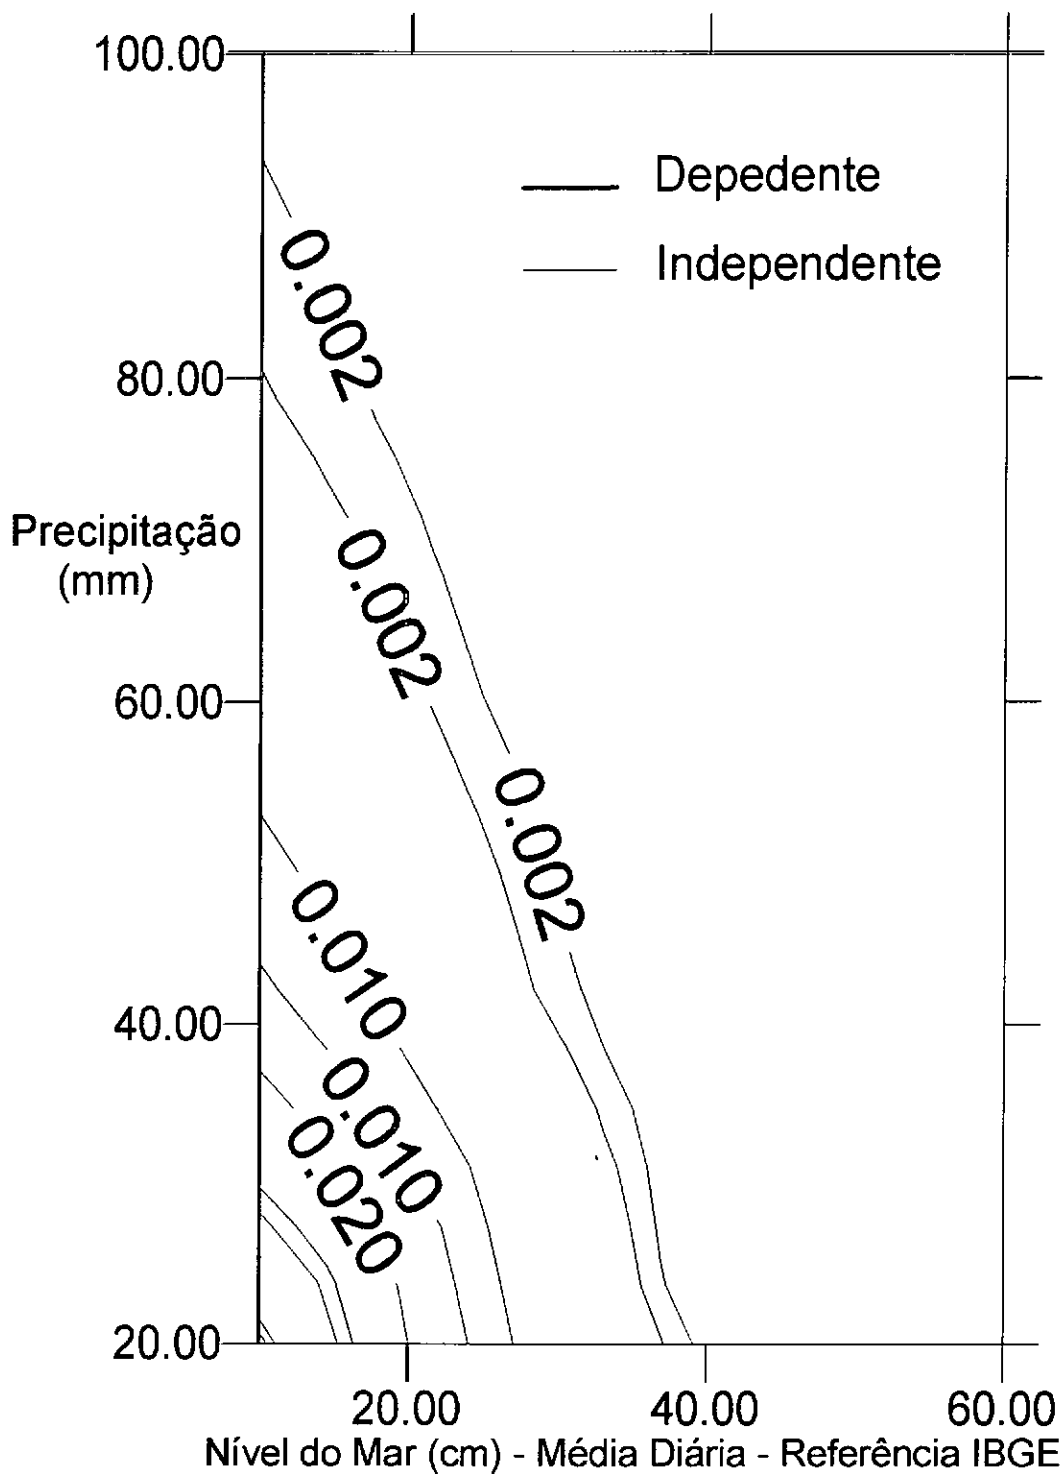 100.00
Depedente
Independente
0.002
80.00
Precipitação
(mm)
0.002
60.00
0.002
0.010
40.00
0.010
0.020
20.00
20.00 40.00 60.00
Nível do Mar (cm) - Média Diária - Referência IBGE